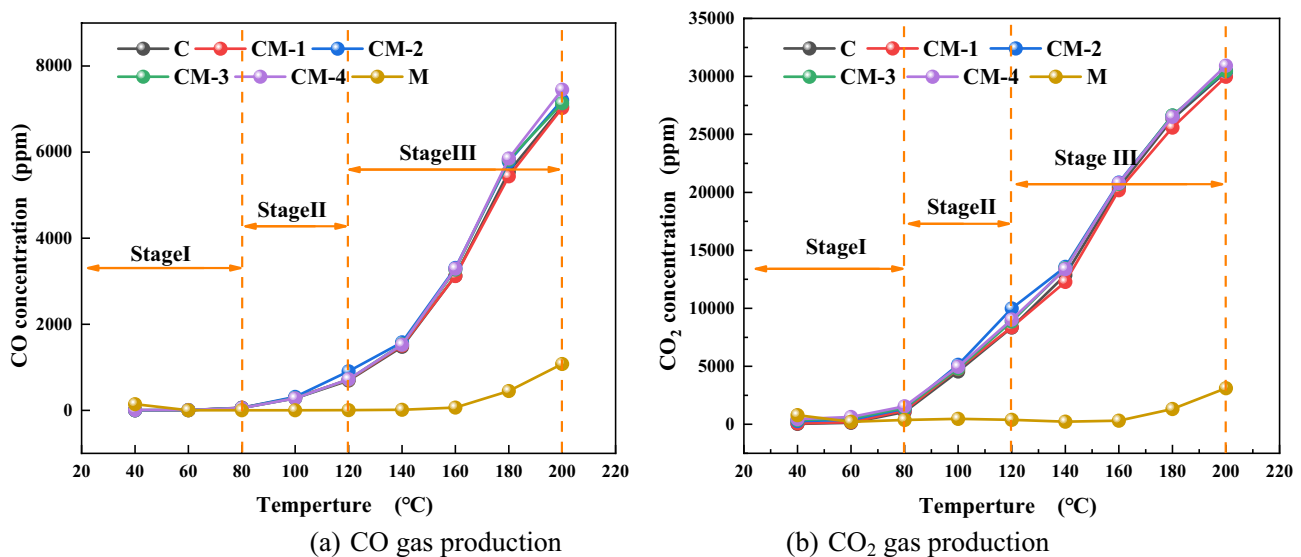 C CM-1 CM-2
CM-3 CM-4 M
CO concentration (ppm)
8000
6000
4000
2000
0
StageI
StageII
StageIII
20 40 60 80 100 120 140 160 180 200 220
Temperture (℃)
(a) CO gas production
C CM-1 CM-2
CM-3 CM-4 M
CO₂ concentration (ppm)
35000
30000
25000
20000
15000
10000
5000
0
StageI
StageII
Stage III
20 40 60 80 100 120 140 160 180 200 220
Temperture (℃)
(b) CO₂ gas production